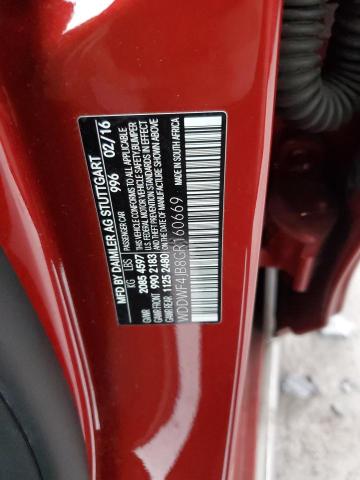 MFD BY DAIMLER AG STUTTGART
PASSENGER CAR 996 02/16
THIS VEHICLE CONFORMS TO ALL APPLICABLE
U.S. FEDERAL MOTOR VEHICLE SAFETY, BUMPER
AND THEFT PREVENTION STANDARDS IN EFFECT
ON THE DATE OF MANUFACTURE SHOWN ABOVE.
KG LBS
GVWR 2085 4597
GAWR FRONT 990 2183
GAWR REAR 1125 2480
MADE IN SOUTH AFRICA
WDDWF4JB8GR160669